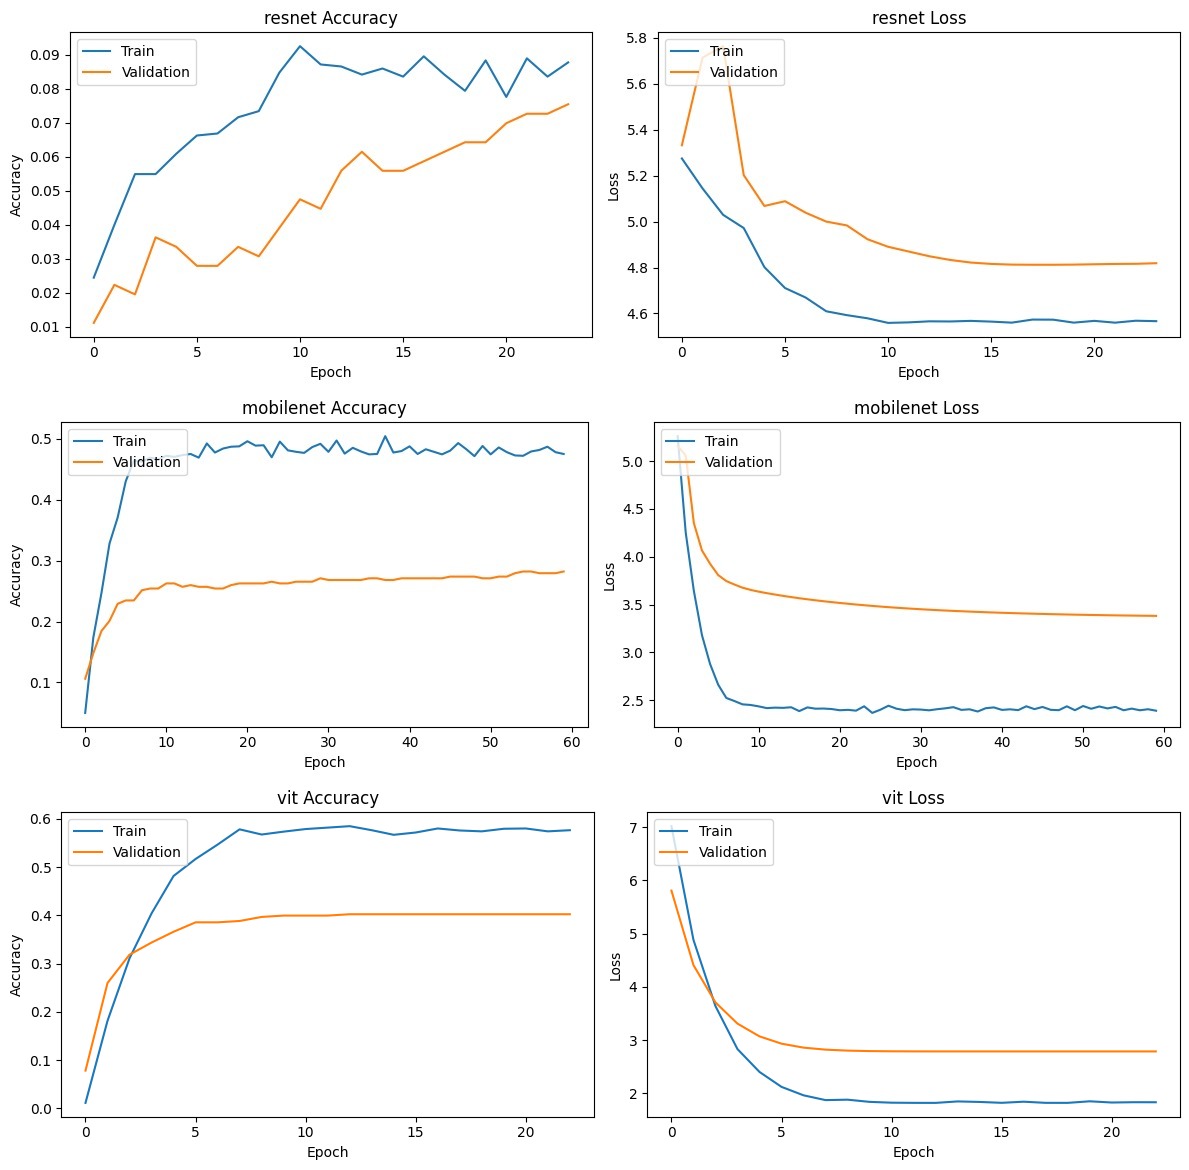 resnet Accuracy
resnet Loss
Train
Validation
0.09
0.08
0.07
0.06
0.05
0.04
0.03
0.02
0.01
Accuracy
0 5 10 15 20
Epoch
Train
Validation
5.8
5.6
5.4
5.2
5.0
4.8
4.6
Loss
0 5 10 15 20
Epoch
mobilenet Accuracy
mobilenet Loss
Train
Validation
0.5
0.4
0.3
0.2
0.1
Accuracy
0 10 20 30 40 50 60
Epoch
Train
Validation
5.0
4.5
4.0
3.5
3.0
2.5
Loss
0 10 20 30 40 50 60
Epoch
vit Accuracy
vit Loss
Train
Validation
0.6
0.5
0.4
0.3
0.2
0.1
0.0
Accuracy
0 5 10 15 20
Epoch
Train
Validation
7
6
5
4
3
2
Loss
0 5 10 15 20
Epoch